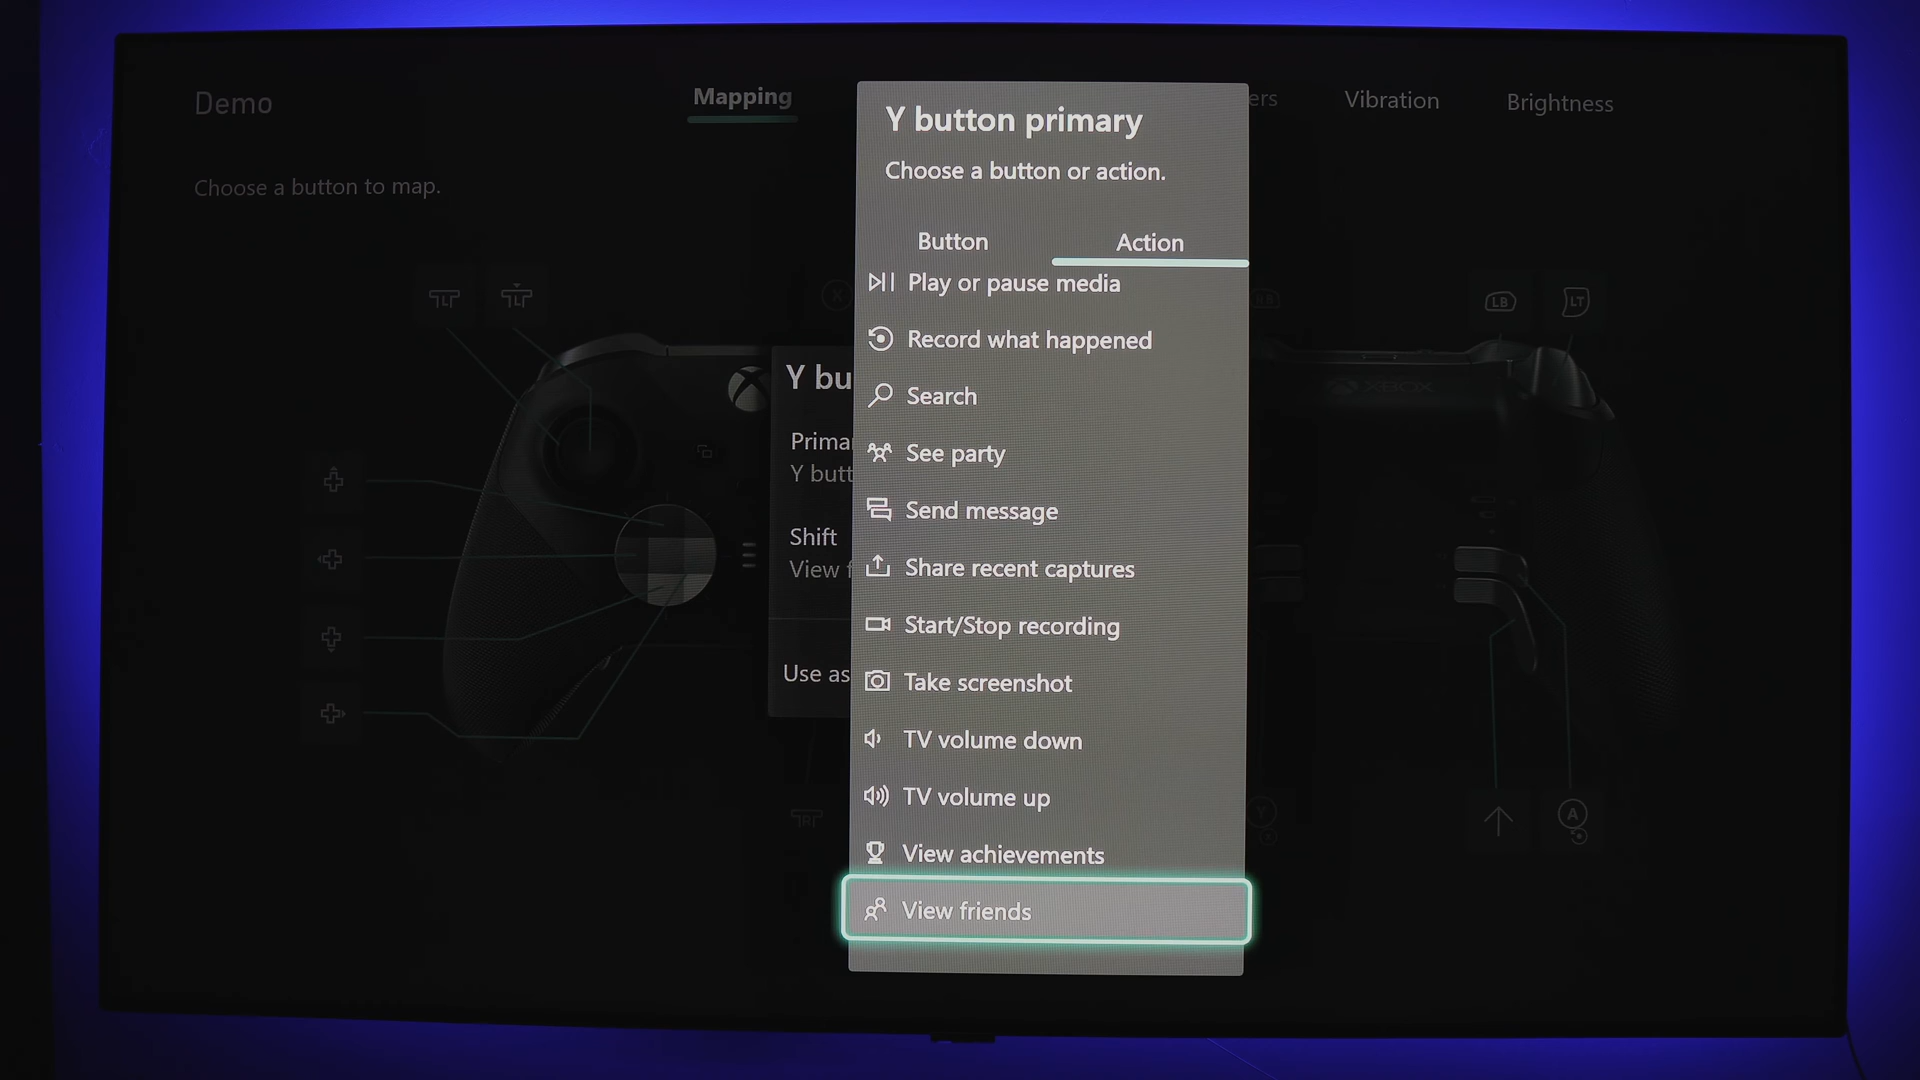 Demo
Mapping
ers
Vibration
Brightness
Choose a button to map.
Y button primary
Choose a button or action.
Button
Action
Play or pause media
Record what happened
Search
See party
Send message
Share recent captures
Start/Stop recording
Take screenshot
TV volume down
TV volume up
View achievements
View friends
Y bu
Prima
Y butt
Shift
View f
Use as
X
RB
LB
LT
XBOX
Y
A